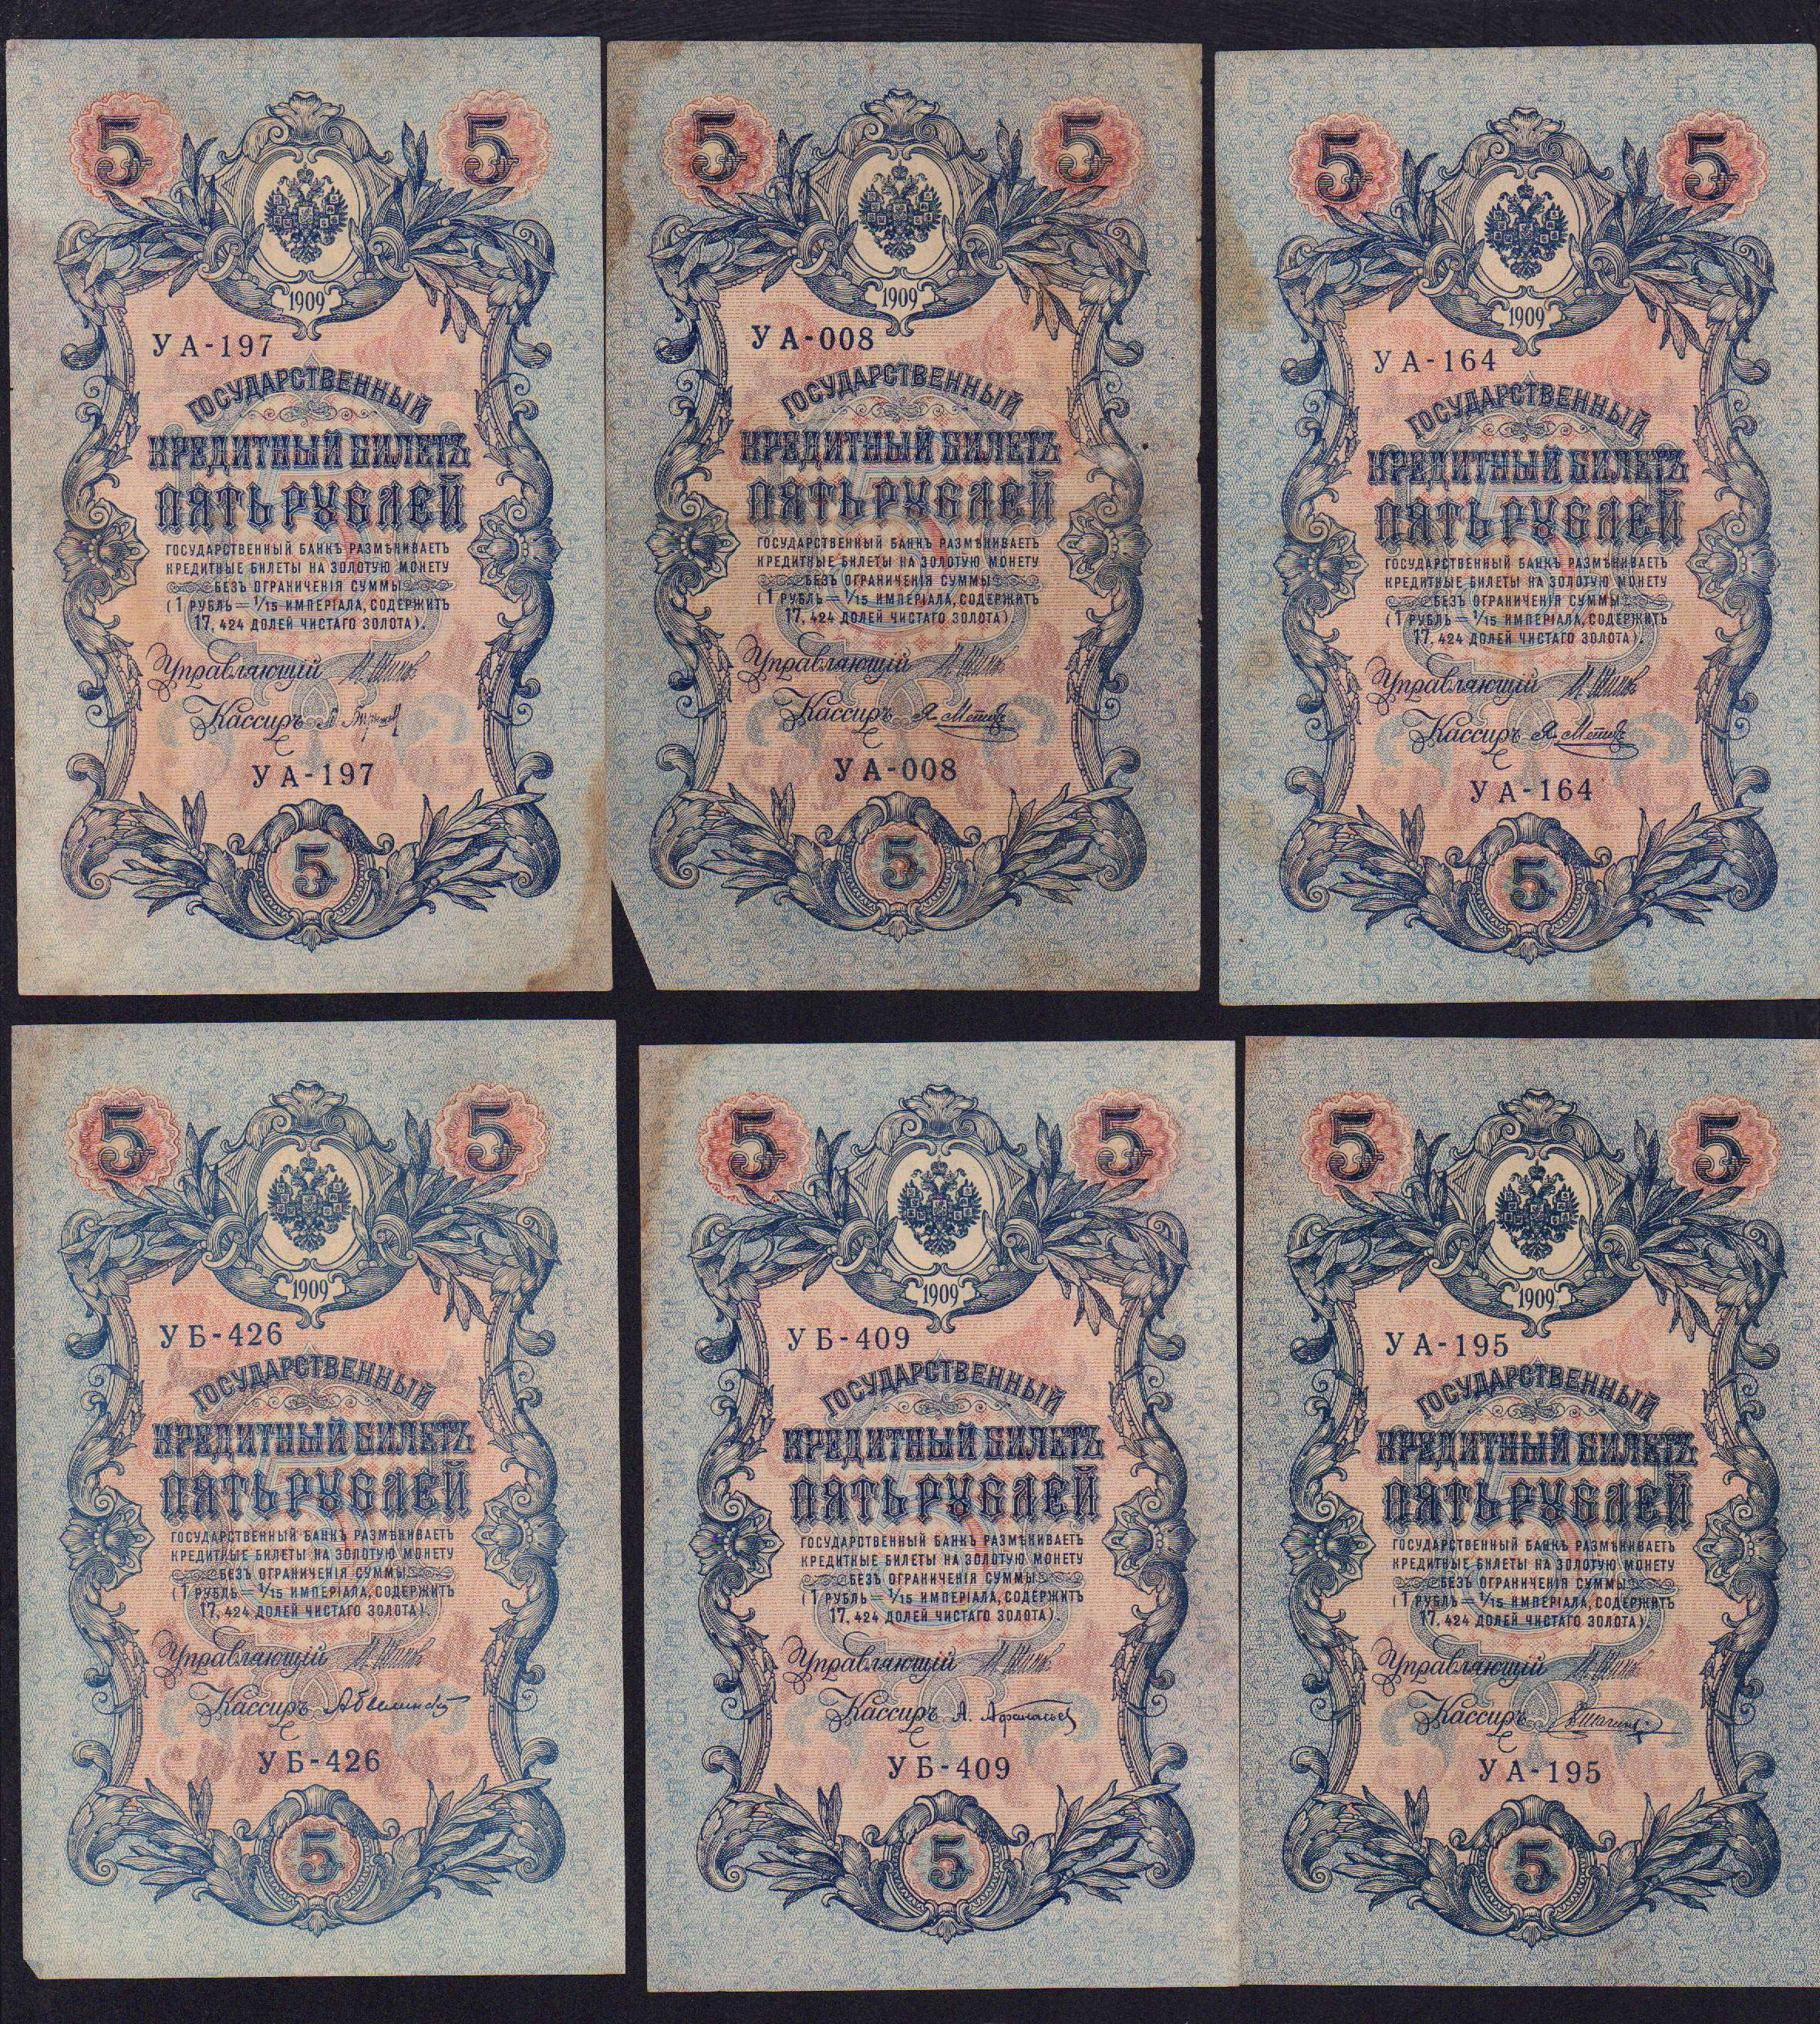 5 5
1909
УА-197
ГОСУДАРСТВЕННЫЙ
КРЕДИТНЫЙ БИЛЕТЪ
ПЯТЬ РУБЛЕЙ
ГОСУДАРСТВЕННЫЙ БАНКЪ РАЗМѢНИВАЕТЪ
КРЕДИТНЫЕ БИЛЕТЫ НА ЗОЛОТУЮ МОНЕТУ
БЕЗЪ ОГРАНИЧЕНІЯ СУММЫ
(1 РУБЛЬ = 1/15 ИМПЕРІАЛА, СОДЕРЖИТЪ
17,424 ДОЛЕЙ ЧИСТАГО ЗОЛОТА).
Управляющій
Кассиръ
УА-197
5
5 5
1909
УА-008
ГОСУДАРСТВЕННЫЙ
КРЕДИТНЫЙ БИЛЕТЪ
ПЯТЬ РУБЛЕЙ
ГОСУДАРСТВЕННЫЙ БАНКЪ РАЗМѢНИВАЕТЪ
КРЕДИТНЫЕ БИЛЕТЫ НА ЗОЛОТУЮ МОНЕТУ
БЕЗЪ ОГРАНИЧЕНІЯ СУММЫ
(1 РУБЛЬ = 1/15 ИМПЕРІАЛА, СОДЕРЖИТЪ
17,424 ДОЛЕЙ ЧИСТАГО ЗОЛОТА).
Управляющій
Кассиръ
УА-008
5
5 5
1909
УА-164
ГОСУДАРСТВЕННЫЙ
КРЕДИТНЫЙ БИЛЕТЪ
ПЯТЬ РУБЛЕЙ
ГОСУДАРСТВЕННЫЙ БАНКЪ РАЗМѢНИВАЕТЪ
КРЕДИТНЫЕ БИЛЕТЫ НА ЗОЛОТУЮ МОНЕТУ
БЕЗЪ ОГРАНИЧЕНІЯ СУММЫ
(1 РУБЛЬ = 1/15 ИМПЕРІАЛА, СОДЕРЖИТЪ
17,424 ДОЛЕЙ ЧИСТАГО ЗОЛОТА).
Управляющій
Кассиръ
УА-164
5
5 5
1909
УБ-426
ГОСУДАРСТВЕННЫЙ
КРЕДИТНЫЙ БИЛЕТЪ
ПЯТЬ РУБЛЕЙ
ГОСУДАРСТВЕННЫЙ БАНКЪ РАЗМѢНИВАЕТЪ
КРЕДИТНЫЕ БИЛЕТЫ НА ЗОЛОТУЮ МОНЕТУ
БЕЗЪ ОГРАНИЧЕНІЯ СУММЫ
(1 РУБЛЬ = 1/15 ИМПЕРІАЛА, СОДЕРЖИТЪ
17,424 ДОЛЕЙ ЧИСТАГО ЗОЛОТА).
Управляющій
Кассиръ
УБ-426
5
5 5
1909
УБ-409
ГОСУДАРСТВЕННЫЙ
КРЕДИТНЫЙ БИЛЕТЪ
ПЯТЬ РУБЛЕЙ
ГОСУДАРСТВЕННЫЙ БАНКЪ РАЗМѢНИВАЕТЪ
КРЕДИТНЫЕ БИЛЕТЫ НА ЗОЛОТУЮ МОНЕТУ
БЕЗЪ ОГРАНИЧЕНІЯ СУММЫ
(1 РУБЛЬ = 1/15 ИМПЕРІАЛА, СОДЕРЖИТЪ
17,424 ДОЛЕЙ ЧИСТАГО ЗОЛОТА).
Управляющій
Кассиръ А. Афанасьев
УБ-409
5
5 5
1909
УА-195
ГОСУДАРСТВЕННЫЙ
КРЕДИТНЫЙ БИЛЕТЪ
ПЯТЬ РУБЛЕЙ
ГОСУДАРСТВЕННЫЙ БАНКЪ РАЗМѢНИВАЕТЪ
КРЕДИТНЫЕ БИЛЕТЫ НА ЗОЛОТУЮ МОНЕТУ
БЕЗЪ ОГРАНИЧЕНІЯ СУММЫ
(1 РУБЛЬ = 1/15 ИМПЕРІАЛА, СОДЕРЖИТЪ
17,424 ДОЛЕЙ ЧИСТАГО ЗОЛОТА).
Управляющій
Кассиръ
УА-195
5